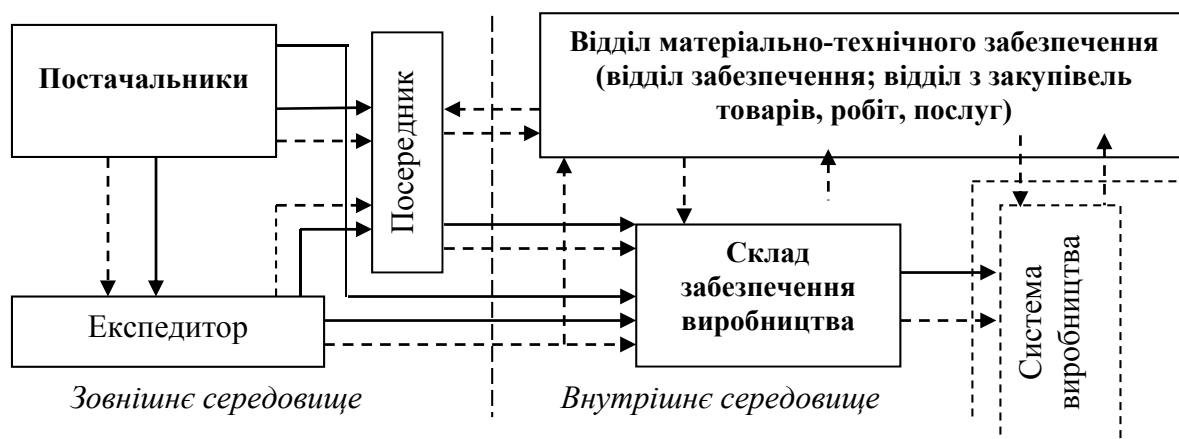 Постачальники
Посередник
Відділ матеріально-технічного забезпечення
(відділ забезпечення; відділ з закупівель
товарів, робіт, послуг)
Експедитор
Склад
забезпечення
виробництва
Система
виробництва
Зовнішнє середовище
Внутрішнє середовище